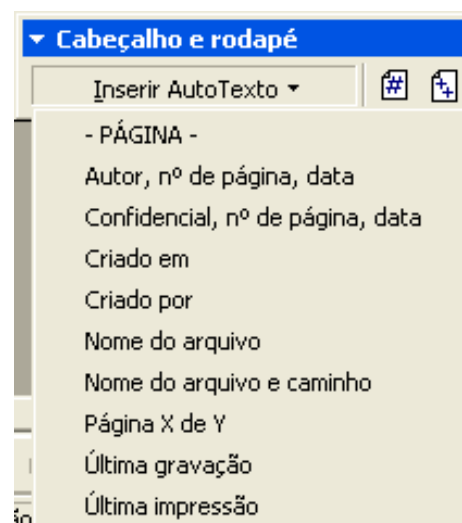 Cabeçalho e rodapé
Inserir AutoTexto
- PÁGINA -
Autor, nº de página, data
Confidencial, nº de página, data
Criado em
Criado por
Nome do arquivo
Nome do arquivo e caminho
Página X de Y
Última gravação
Última impressão